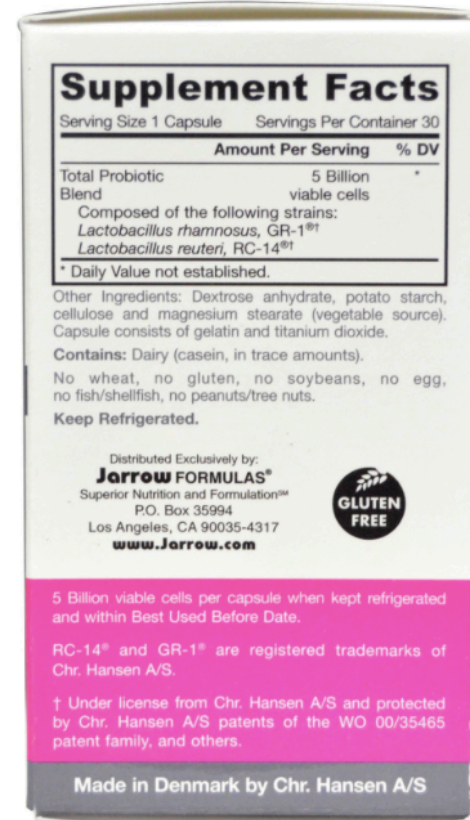 Supplement Facts
Serving Size 1 Capsule Servings Per Container 30
Amount Per Serving % DV
Total Probiotic 5 Billion *
Blend viable cells
Composed of the following strains:
Lactobacillus rhamnosus, GR-1®†
Lactobacillus reuteri, RC-14®†
* Daily Value not established.
Other Ingredients: Dextrose anhydrate, potato starch,
cellulose and magnesium stearate (vegetable source).
Capsule consists of gelatin and titanium dioxide.
Contains: Dairy (casein, in trace amounts).
No wheat, no gluten, no soybeans, no egg,
no fish/shellfish, no peanuts/tree nuts.
Keep Refrigerated.
Distributed Exclusively by:
Jarrow FORMULAS®
Superior Nutrition and Formulation℠
P.O. Box 35994
Los Angeles, CA 90035-4317
www.Jarrow.com
GLUTEN
FREE
5 Billion viable cells per capsule when kept refrigerated
and within Best Used Before Date.
RC-14® and GR-1® are registered trademarks of
Chr. Hansen A/S.
† Under license from Chr. Hansen A/S and protected
by Chr. Hansen A/S patents of the WO 00/35465
patent family, and others.
Made in Denmark by Chr. Hansen A/S